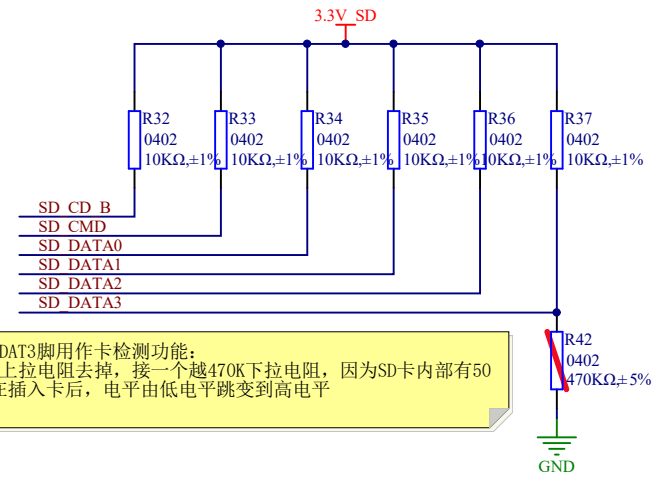 3.3V_SD
R32
0402
10KΩ,±1%
R33
0402
10KΩ,±1%
R34
0402
10KΩ,±1%
R35
0402
10KΩ,±1%
R36
0402
10KΩ,±1%
R37
0402
10KΩ,±1%
SD_CD_B
SD_CMD
SD_DATA0
SD_DATA1
SD_DATA2
SD_DATA3
DAT3脚用作卡检测功能：
上拉电阻去掉，接一个越470K下拉电阻，因为SD卡内部有50
在插入卡后，电平由低电平跳变到高电平
R42
0402
470KΩ,±5%
GND